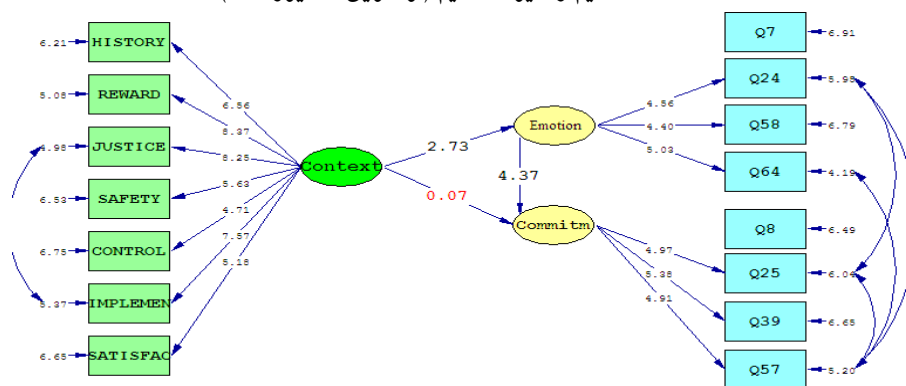 6.21
HISTORY
5.08
REWARD
4.98
JUSTICE
6.53
SAFETY
6.75
CONTROL
5.37
IMPLEMEN
6.65
SATISFAC
6.56
5.63
4.71
7.57
5.18
Context
2.73
0.07
Emotion
4.37
Commitm
4.56
4.40
5.03
4.97
5.38
4.91
Q7
6.91
Q24
5.98
Q58
6.79
Q64
4.19
Q8
6.49
Q25
6.04
Q39
6.65
Q57
5.20